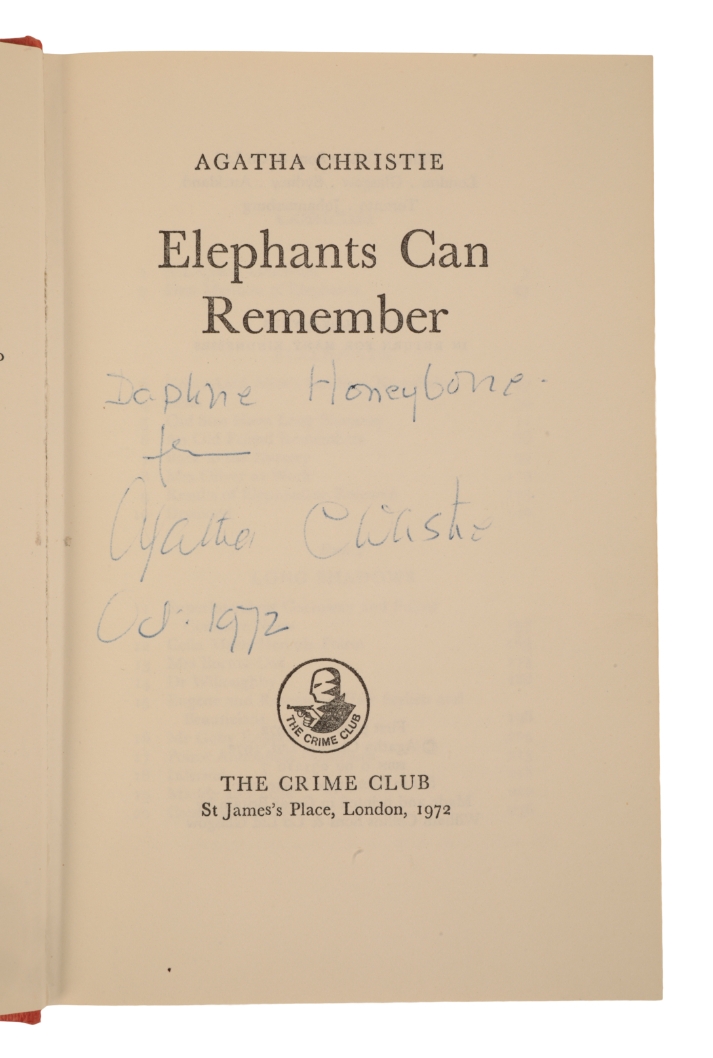 AGATHA CHRISTIE
Elephants Can
Remember
Daphne Honeybone
from
Agatha Christie
Oct. 1972
THE CRIME CLUB
THE CRIME CLUB
St James's Place, London, 1972